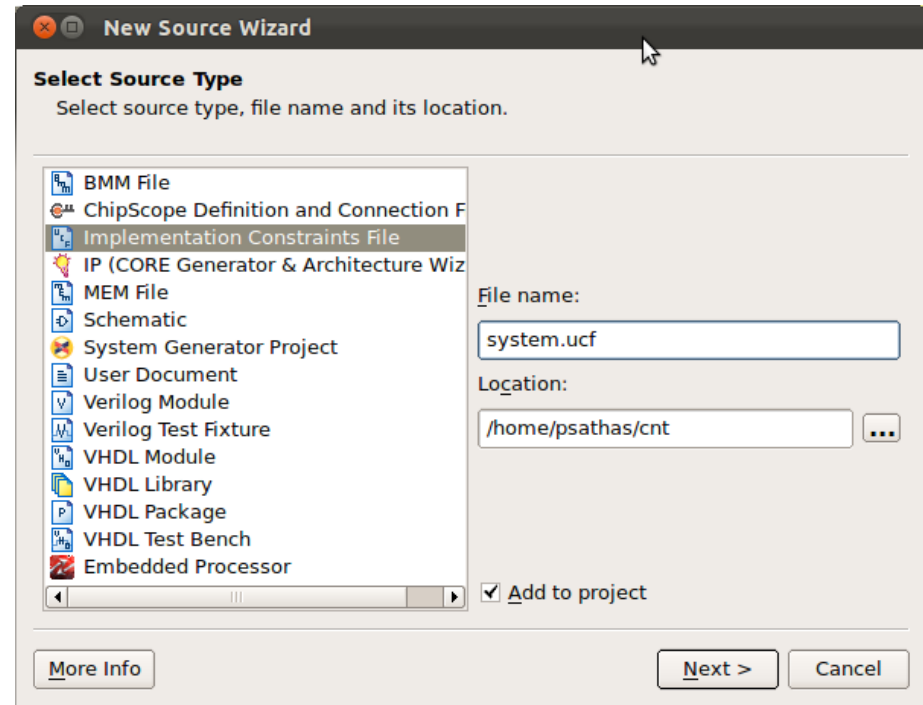 New Source Wizard
Select Source Type
Select source type, file name and its location.
BMM File
ChipScope Definition and Connection F
Implementation Constraints File
IP (CORE Generator & Architecture Wiz
MEM File
Schematic
System Generator Project
User Document
Verilog Module
Verilog Test Fixture
VHDL Module
VHDL Library
VHDL Package
VHDL Test Bench
Embedded Processor
File name:
system.ucf
Location:
/home/psathas/cnt
...
Add to project
More Info
Next >
Cancel